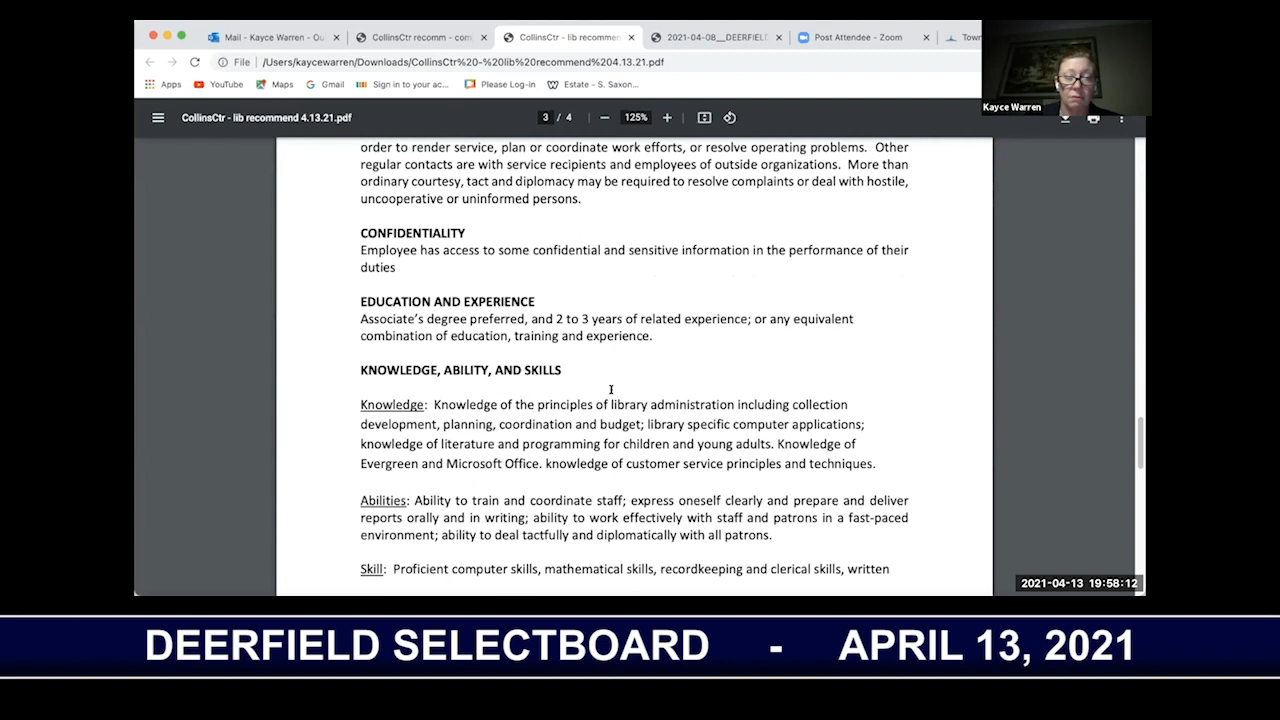 Mail - Kayce Warren - Ou
CollinsCtr recomm - com
CollinsCtr - lib recommen
2021-04-08__DEERFIELD
Post Attendee - Zoom
Town
File /Users/kaycewarren/Downloads/CollinsCtr%20-%20lib%20recommend%204.13.21.pdf
Apps YouTube Maps Gmail Sign in to your ac... Please Log-in Estate - S. Saxon...
Kayce Warren
CollinsCtr - lib recommend 4.13.21.pdf 3 / 4 — 125% +
order to render service, plan or coordinate work efforts, or resolve operating problems. Other
regular contacts are with service recipients and employees of outside organizations. More than
ordinary courtesy, tact and diplomacy may be required to resolve complaints or deal with hostile,
uncooperative or uninformed persons.
CONFIDENTIALITY
Employee has access to some confidential and sensitive information in the performance of their
duties
EDUCATION AND EXPERIENCE
Associate's degree preferred, and 2 to 3 years of related experience; or any equivalent
combination of education, training and experience.
KNOWLEDGE, ABILITY, AND SKILLS
Knowledge: Knowledge of the principles of library administration including collection
development, planning, coordination and budget; library specific computer applications;
knowledge of literature and programming for children and young adults. Knowledge of
Evergreen and Microsoft Office. knowledge of customer service principles and techniques.
Abilities: Ability to train and coordinate staff; express oneself clearly and prepare and deliver
reports orally and in writing; ability to work effectively with staff and patrons in a fast-paced
environment; ability to deal tactfully and diplomatically with all patrons.
Skill: Proficient computer skills, mathematical skills, recordkeeping and clerical skills, written
2021-04-13 19:58:12
DEERFIELD SELECTBOARD - APRIL 13, 2021